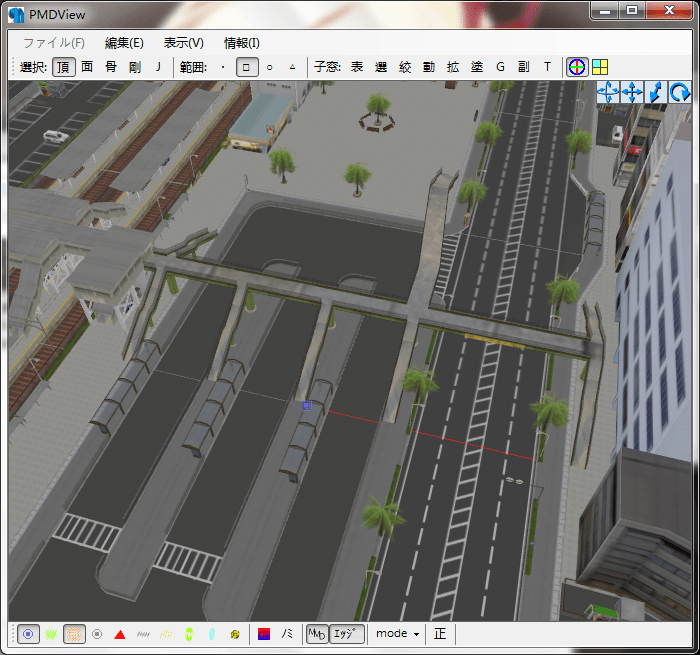 PMDView
ファイル(F) 編集(E) 表示(V) 情報(I)
選択: 頂 面 骨 剛 J 範囲: ・ □ ○ △ 子窓: 表 選 絞 動 拡 塗 G 副 T
ノミ MMD エッジ mode 正